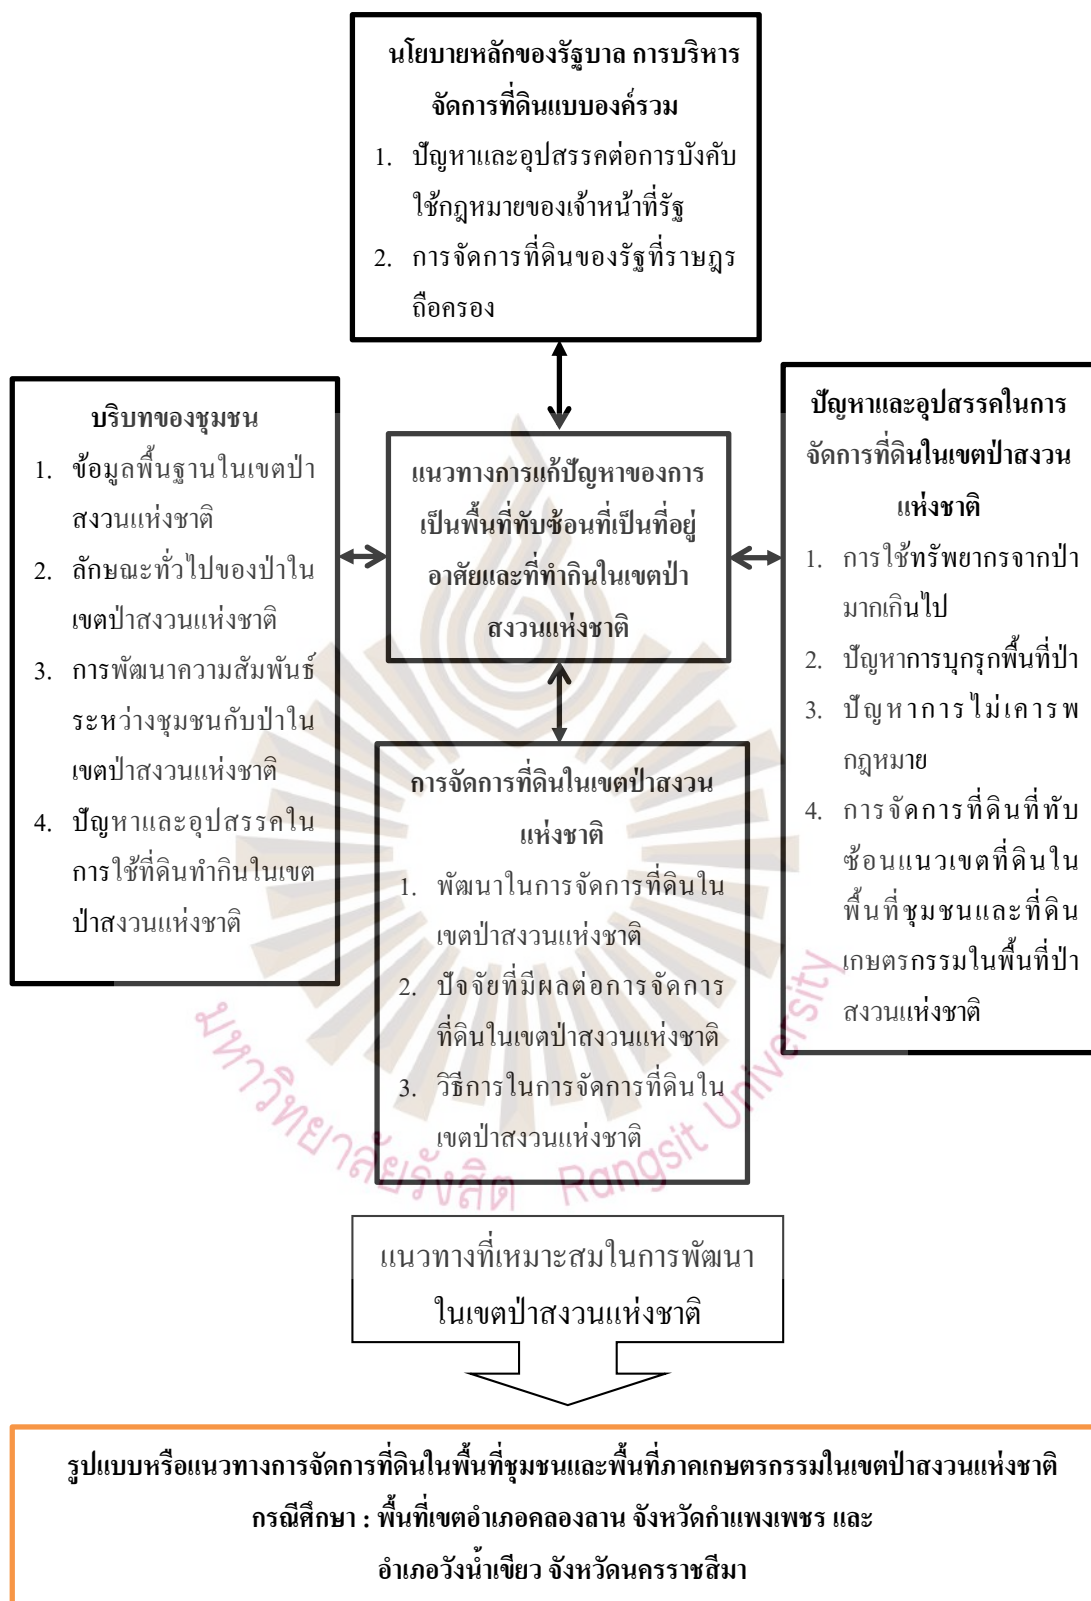 นโยบายหลักของรัฐบาล การบริหาร
จัดการที่ดินแบบองค์รวม
1. ปัญหาและอุปสรรคต่อการบังคับ
ใช้กฎหมายของเจ้าหน้าที่รัฐ
2. การจัดการที่ดินของรัฐที่ราษฎร
ถือครอง
บริบทของชุมชน
1. ข้อมูลพื้นฐานในเขตป่า
สงวนแห่งชาติ
2. ลักษณะทั่วไปของป่าใน
เขตป่าสงวนแห่งชาติ
3. การพัฒนาความสัมพันธ์
ระหว่างชุมชนกับป่าใน
เขตป่าสงวนแห่งชาติ
4. ปัญหาและอุปสรรคใน
การใช้ที่ดินทำกินในเขต
ป่าสงวนแห่งชาติ
แนวทางการแก้ปัญหาของการ
เป็นพื้นที่ทับซ้อนที่เป็นที่อยู่
อาศัยและที่ทำกินในเขตป่า
สงวนแห่งชาติ
ปัญหาและอุปสรรคในการ
จัดการที่ดินในเขตป่าสงวน
แห่งชาติ
1. การใช้ทรัพยากรจากป่า
มากเกินไป
2. ปัญหาการบุกรุกพื้นที่ป่า
3. ปัญหาการไม่เคารพ
กฎหมาย
4. การจัดการที่ดินที่ทับ
ซ้อนแนวเขตที่ดินใน
พื้นที่ชุมชนและที่ดิน
เกษตรกรรมในพื้นที่ป่า
สงวนแห่งชาติ
การจัดการที่ดินในเขตป่าสงวน
แห่งชาติ
1. พัฒนาในการจัดการที่ดินใน
เขตป่าสงวนแห่งชาติ
2. ปัจจัยที่มีผลต่อการจัดการ
ที่ดินในเขตป่าสงวนแห่งชาติ
3. วิธีการในการจัดการที่ดินใน
เขตป่าสงวนแห่งชาติ
มหาวิทยาลัยรังสิต Rangsit University
แนวทางที่เหมาะสมในการพัฒนา
ในเขตป่าสงวนแห่งชาติ
รูปแบบหรือแนวทางการจัดการที่ดินในพื้นที่ชุมชนและพื้นที่ภาคเกษตรกรรมในเขตป่าสงวนแห่งชาติ
กรณีศึกษา : พื้นที่เขตอำเภอคลองลาน จังหวัดกำแพงเพชร และ
อำเภอวังน้ำเขียว จังหวัดนครราชสีมา